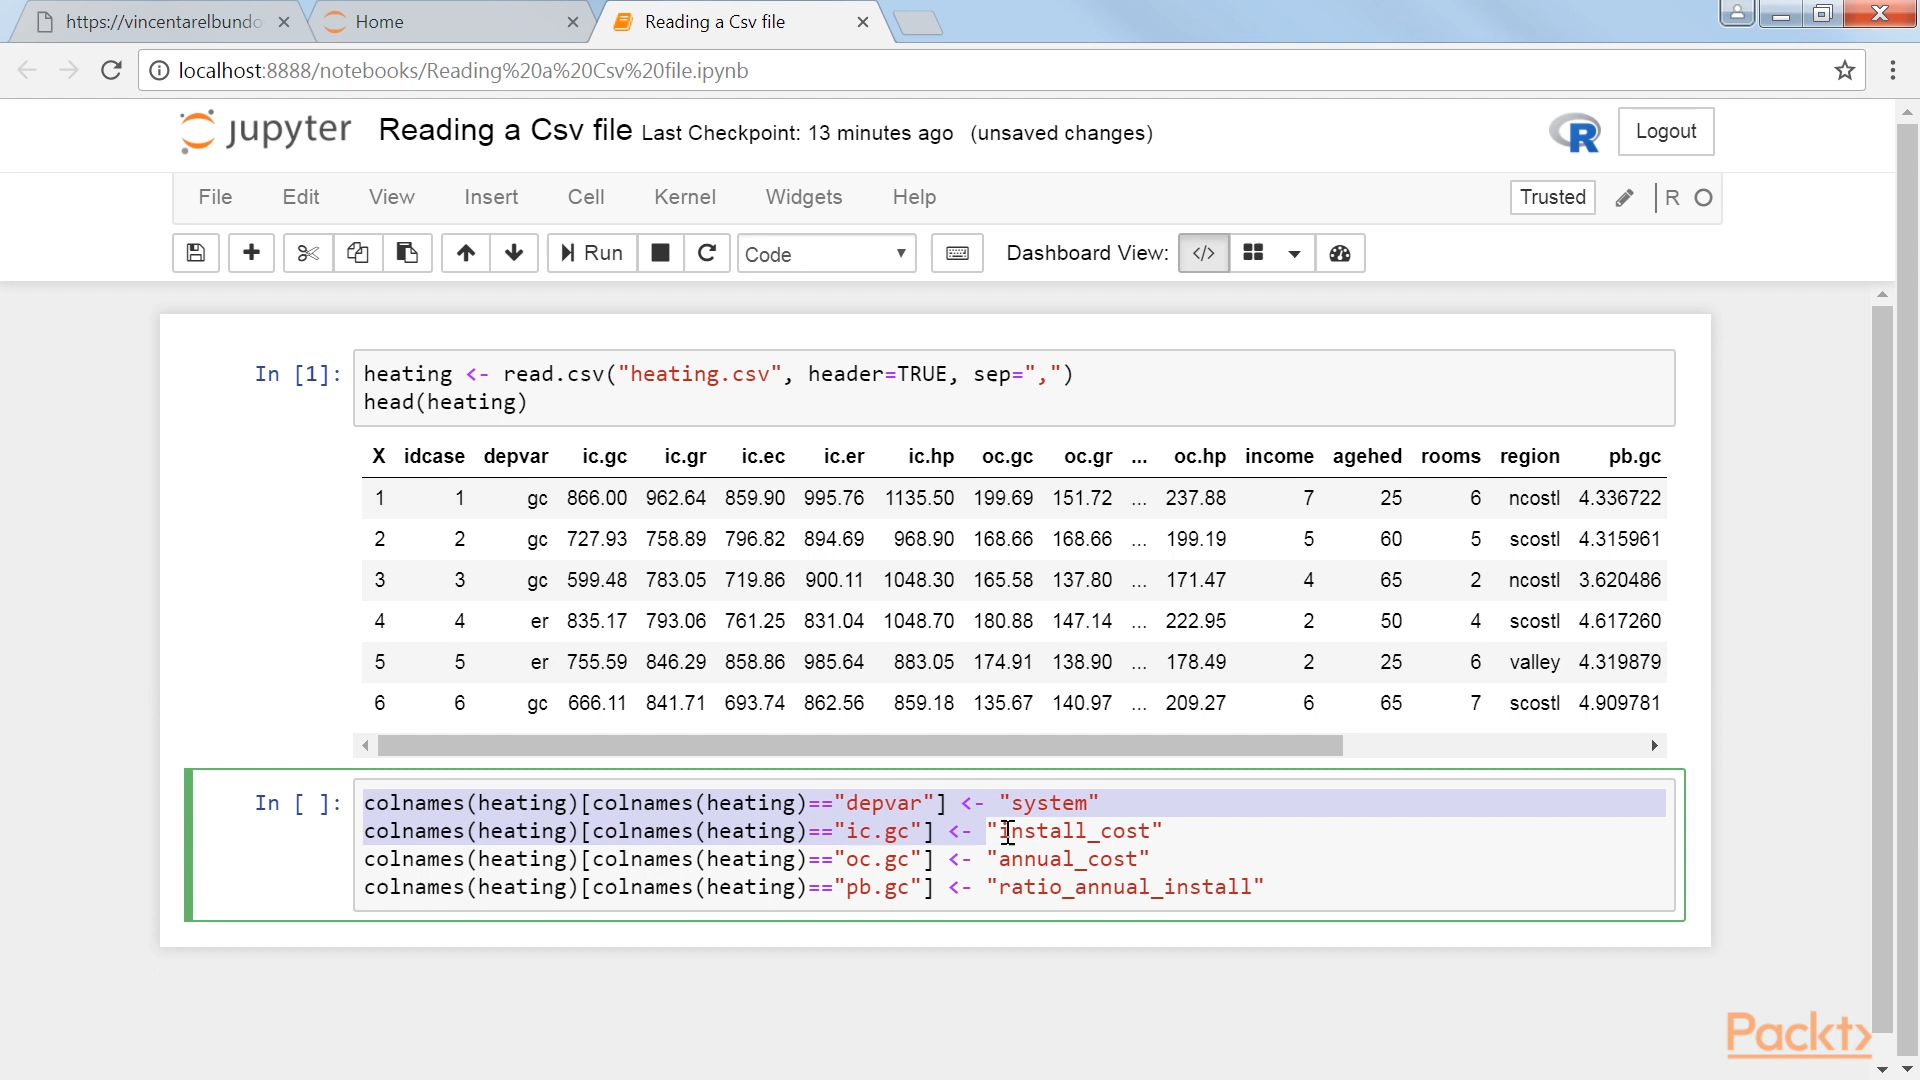 https://vincentarelbundo
Home
Reading a Csv file
localhost:8888/notebooks/Reading%20a%20Csv%20file.ipynb
jupyter Reading a Csv file Last Checkpoint: 13 minutes ago (unsaved changes)
R
Logout
File Edit View Insert Cell Kernel Widgets Help
Trusted
R
Run
Code
Dashboard View:
In [1]:
heating <- read.csv("heating.csv", header=TRUE, sep=",")
head(heating)
X idcase depvar ic.gc ic.gr ic.ec ic.er ic.hp oc.gc oc.gr ... oc.hp income agehed rooms region pb.gc
1 1 gc 866.00 962.64 859.90 995.76 1135.50 199.69 151.72 ... 237.88 7 25 6 ncostl 4.336722
2 2 gc 727.93 758.89 796.82 894.69 968.90 168.66 168.66 ... 199.19 5 60 5 scostl 4.315961
3 3 gc 599.48 783.05 719.86 900.11 1048.30 165.58 137.80 ... 171.47 4 65 2 ncostl 3.620486
4 4 er 835.17 793.06 761.25 831.04 1048.70 180.88 147.14 ... 222.95 2 50 4 scostl 4.617260
5 5 er 755.59 846.29 858.86 985.64 883.05 174.91 138.90 ... 178.49 2 25 6 valley 4.319879
6 6 gc 666.11 841.71 693.74 862.56 859.18 135.67 140.97 ... 209.27 6 65 7 scostl 4.909781
In [ ]:
colnames(heating)[colnames(heating)=="depvar"] <- "system"
colnames(heating)[colnames(heating)=="ic.gc"] <- "install_cost"
colnames(heating)[colnames(heating)=="oc.gc"] <- "annual_cost"
colnames(heating)[colnames(heating)=="pb.gc"] <- "ratio_annual_install"
Packt>